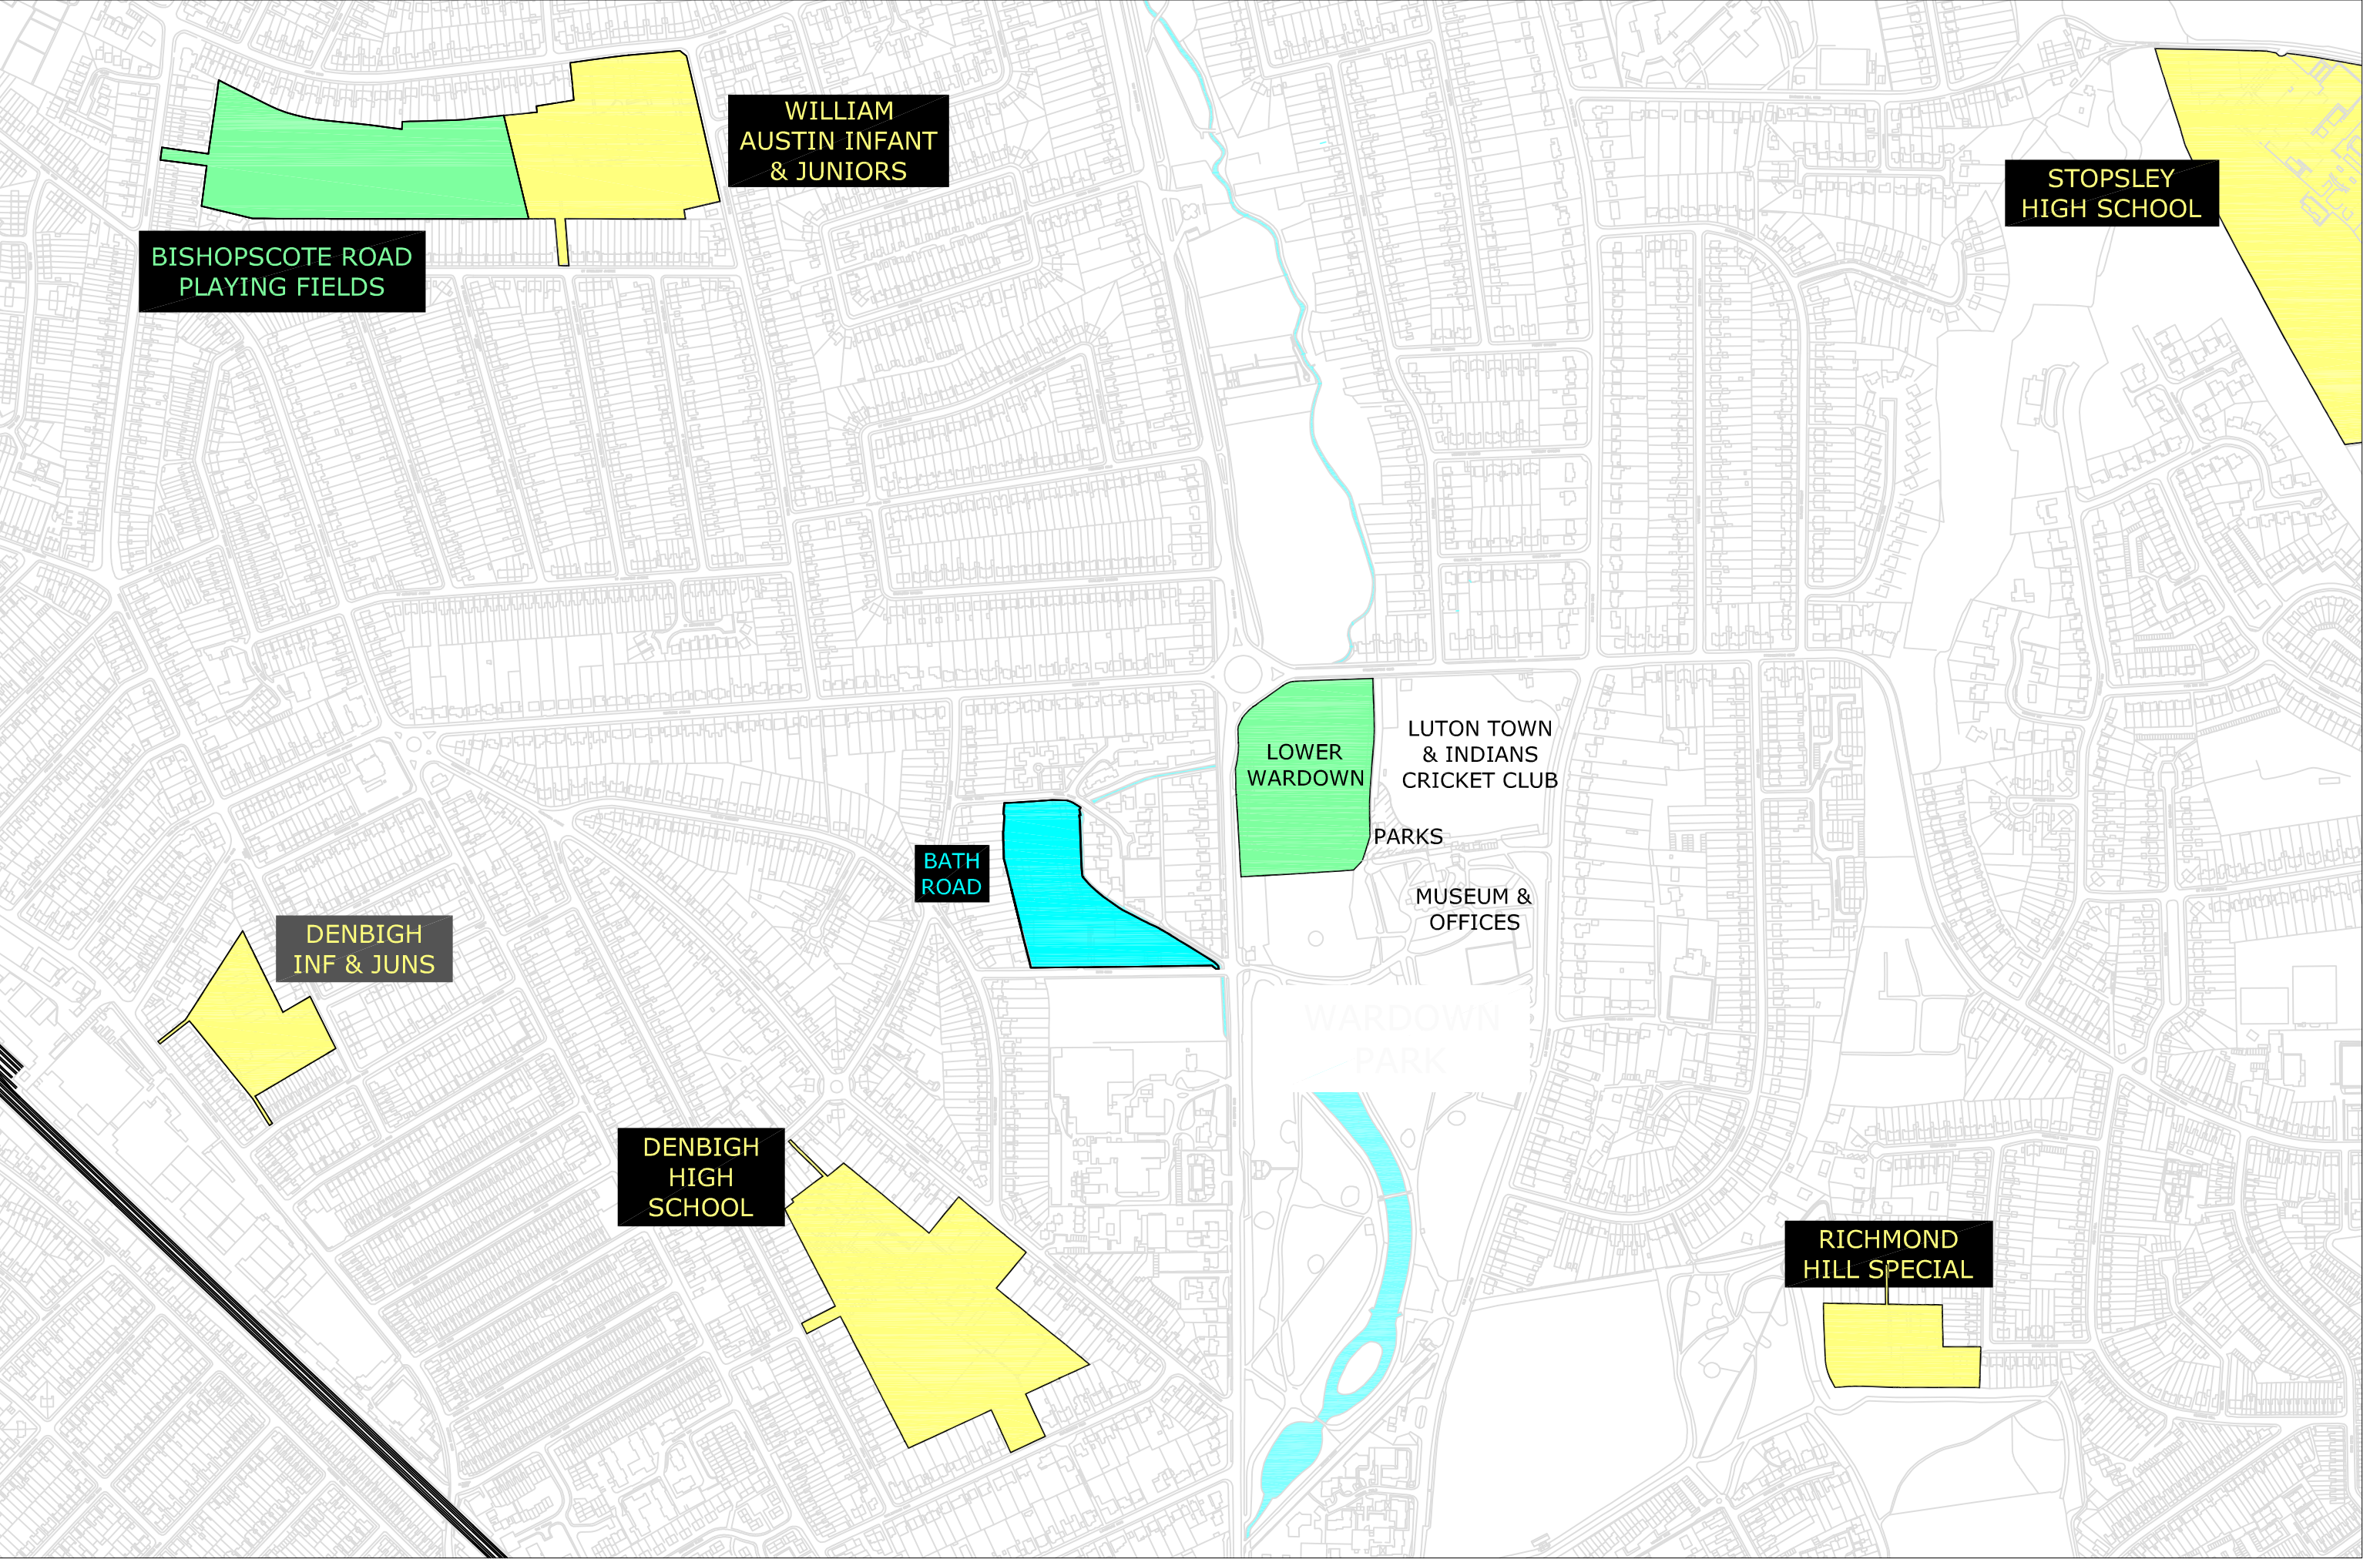 WILLIAM
AUSTIN INFANT
& JUNIORS
STOPSLEY
HIGH SCHOOL
BISHOPSCOTE ROAD
PLAYING FIELDS
LOWER
WARDOWN
LUTON TOWN
& INDIANS
CRICKET CLUB
PARKS
BATH
ROAD
MUSEUM &
OFFICES
DENBIGH
INF & JUNS
WARDOWN
PARK
DENBIGH
HIGH
SCHOOL
RICHMOND
HILL SPECIAL